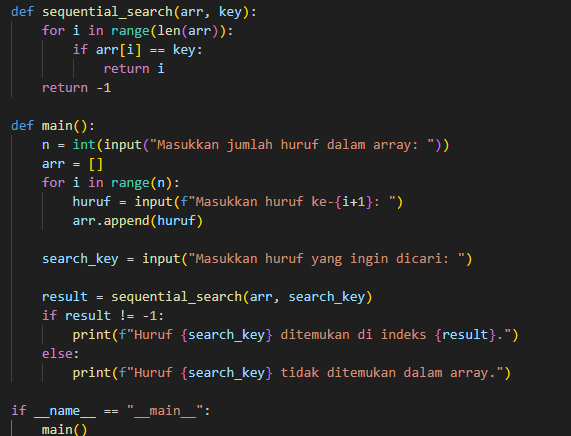 def sequential_search(arr, key):
    for i in range(len(arr)):
        if arr[i] == key:
            return i
    return -1

def main():
    n = int(input("Masukkan jumlah huruf dalam array: "))
    arr = []
    for i in range(n):
        huruf = input(f"Masukkan huruf ke-{i+1}: ")
        arr.append(huruf)

    search_key = input("Masukkan huruf yang ingin dicari: ")

    result = sequential_search(arr, search_key)
    if result != -1:
        print(f"Huruf {search_key} ditemukan di indeks {result}.")
    else:
        print(f"Huruf {search_key} tidak ditemukan dalam array.")

if __name__ == "__main__":
    main()